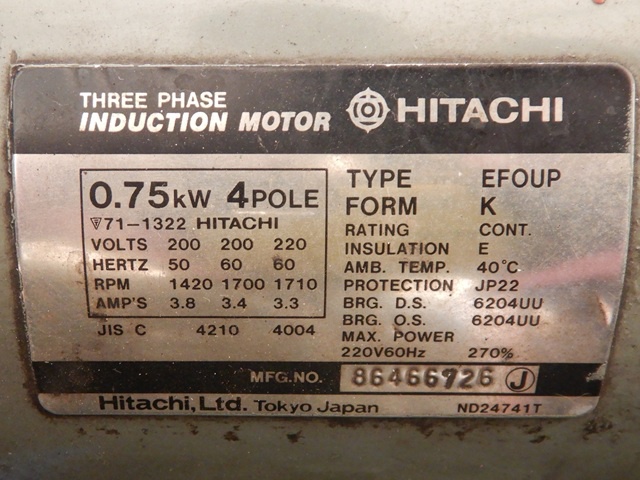 THREE PHASE
INDUCTION MOTOR
HITACHI
0.75kW 4POLE
71-1322 HITACHI
VOLTS 200 200 220
HERTZ 50 60 60
RPM 1420 1700 1710
AMP'S 3.8 3.4 3.3
JIS C 4210 4004
TYPE EFOUP
FORM K
RATING CONT.
INSULATION E
AMB. TEMP. 40°C
PROTECTION JP22
BRG. D.S. 6204UU
BRG. O.S. 6204UU
MAX. POWER
220V60Hz 270%
MFG.NO. 86466926 J
Hitachi,Ltd. Tokyo Japan ND24741T